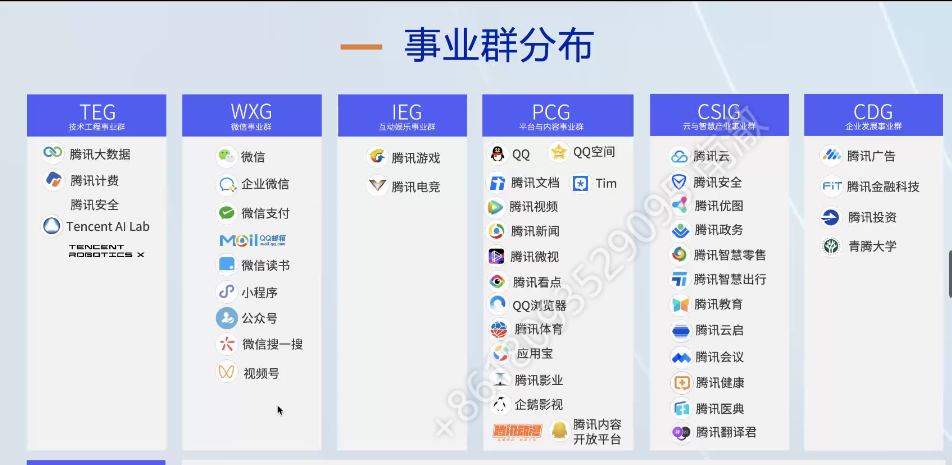 事业群分布
TEG
技术工程事业群
腾讯大数据
腾讯计费
腾讯安全
Tencent AI Lab
TENCENT
ROBOTICS X
WXG
微信事业群
微信
企业微信
微信支付
Mail QQ邮箱
mail.qq.com
微信读书
小程序
公众号
微信搜一搜
视频号
IEG
互动娱乐事业群
腾讯游戏
腾讯电竞
PCG
平台与内容事业群
QQ QQ空间
腾讯文档 Tim
腾讯视频
腾讯新闻
腾讯微视
腾讯看点
QQ浏览器
腾讯体育
应用宝
腾讯影业
企鹅影视
腾讯动漫 腾讯内容
开放平台
CSIG
云与智慧产业事业群
腾讯云
腾讯安全
腾讯优图
腾讯政务
腾讯智慧零售
腾讯智慧出行
腾讯教育
腾讯云启
腾讯会议
腾讯健康
腾讯医典
腾讯翻译君
CDG
企业发展事业群
腾讯广告
FiT 腾讯金融科技
腾讯投资
青腾大学